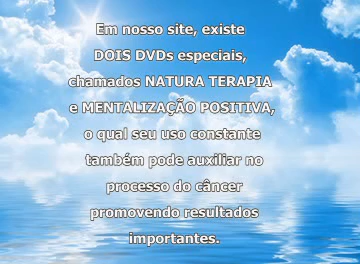 Em nosso site, existe
DOIS DVDs especiais,
chamados NATURA TERAPIA
e MENTALIZAÇÃO POSITIVA,
o qual seu uso constante
também pode auxiliar no
processo do câncer
promovendo resultados
importantes.